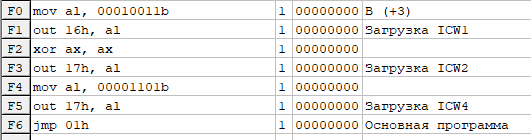 F0 mov al, 00010011b 1 00000000 В (+3)
F1 out 16h, al 1 00000000 Загрузка ICW1
F2 xor ax, ax 1 00000000
F3 out 17h, al 1 00000000 Загрузка ICW2
F4 mov al, 00001101b 1 00000000
F5 out 17h, al 1 00000000 Загрузка ICW4
F6 jmp 01h 1 00000000 Основная программа